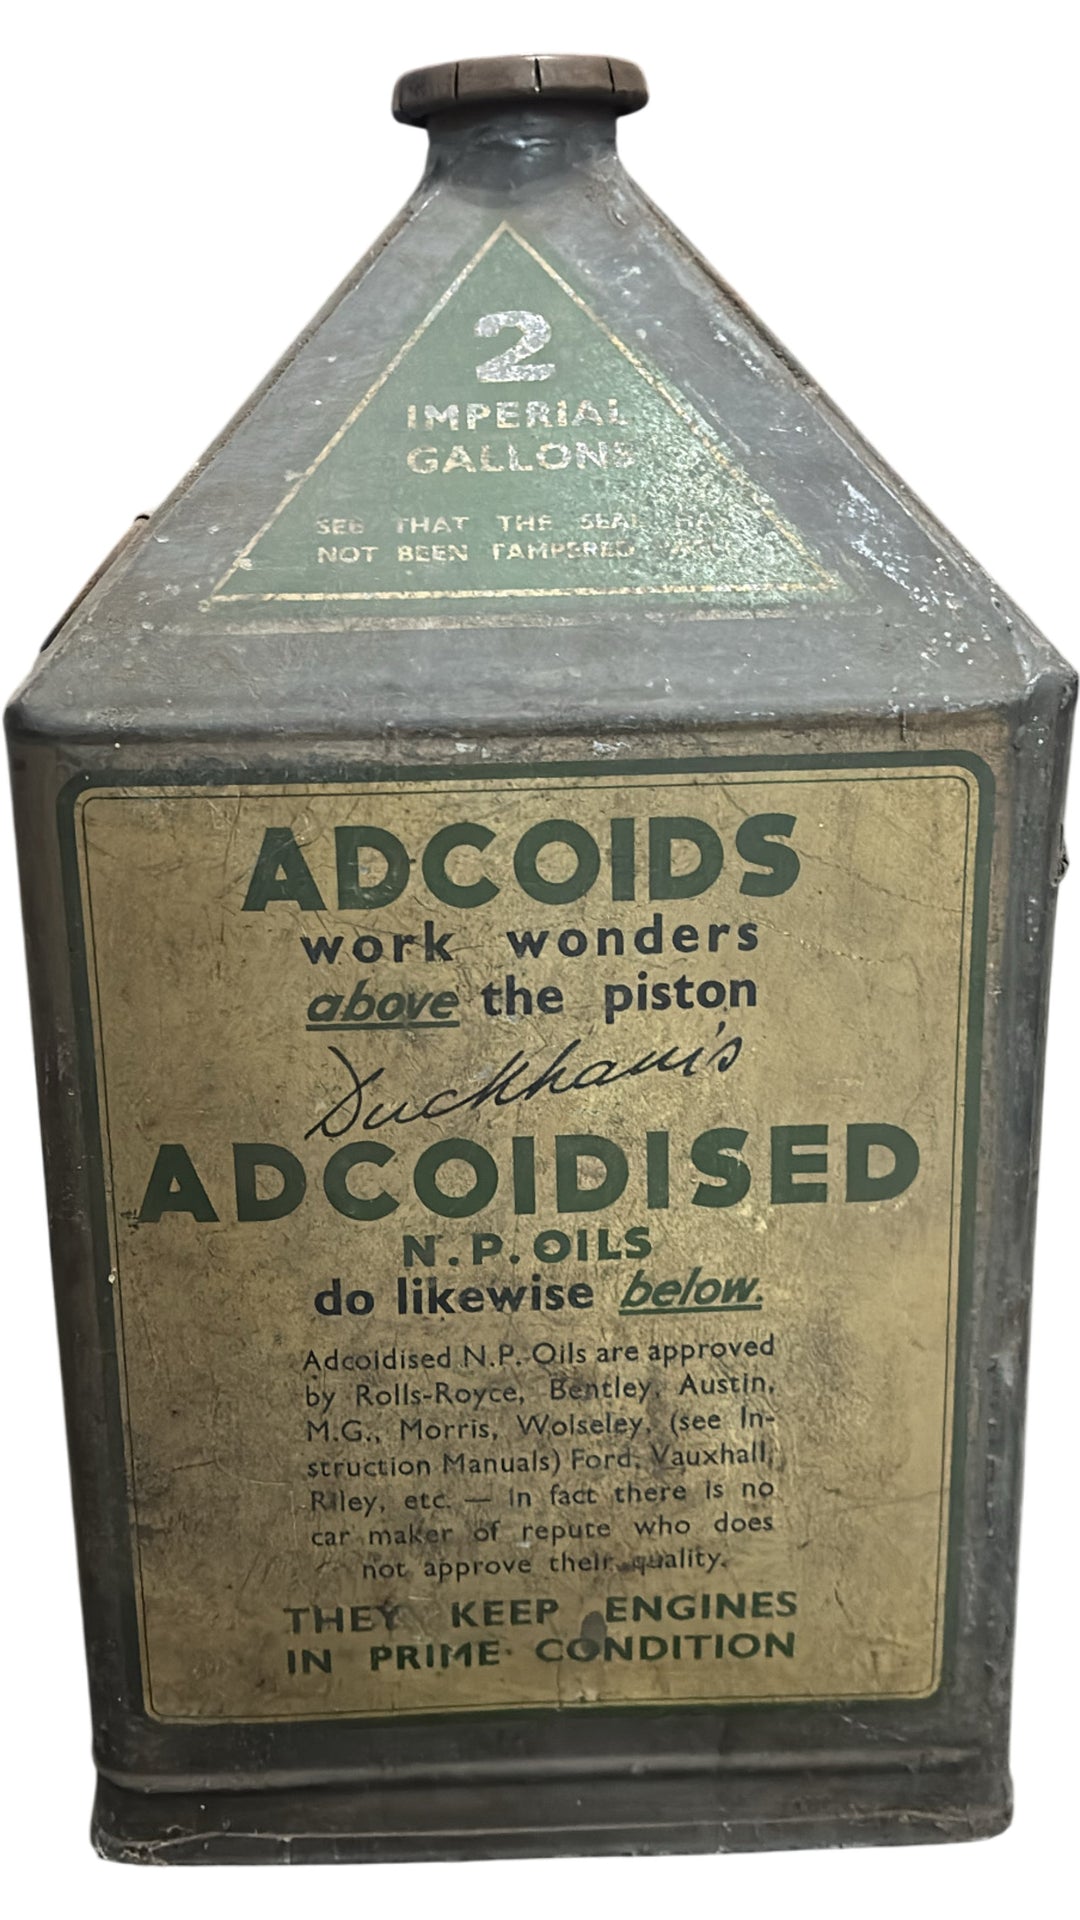 2
IMPERIAL
GALLONS
SEE THAT THE SEAL HAS
NOT BEEN TAMPERED WITH
ADCOIDS
work wonders
above the piston
Duckham's
ADCOIDISED
N.P. OILS
do likewise below.
Adcoidised N.P. Oils are approved
by Rolls-Royce, Bentley, Austin,
M.G., Morris, Wolseley, (see In-
struction Manuals) Ford, Vauxhall,
Riley, etc. — in fact there is no
car maker of repute who does
not approve their quality.
THEY KEEP ENGINES
IN PRIME CONDITION